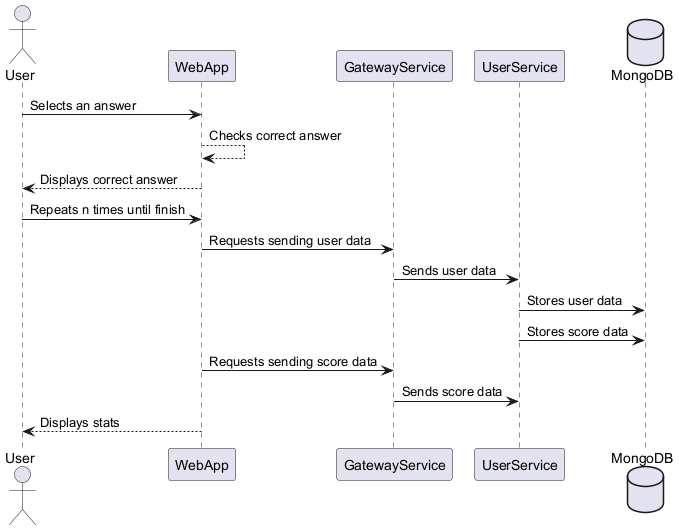 User
WebApp
GatewayService
UserService
MongoDB
Selects an answer
Checks correct answer
Displays correct answer
Repeats n times until finish
Requests sending user data
Sends user data
Stores user data
Stores score data
Requests sending score data
Sends score data
Displays stats
User
WebApp
GatewayService
UserService
MongoDB